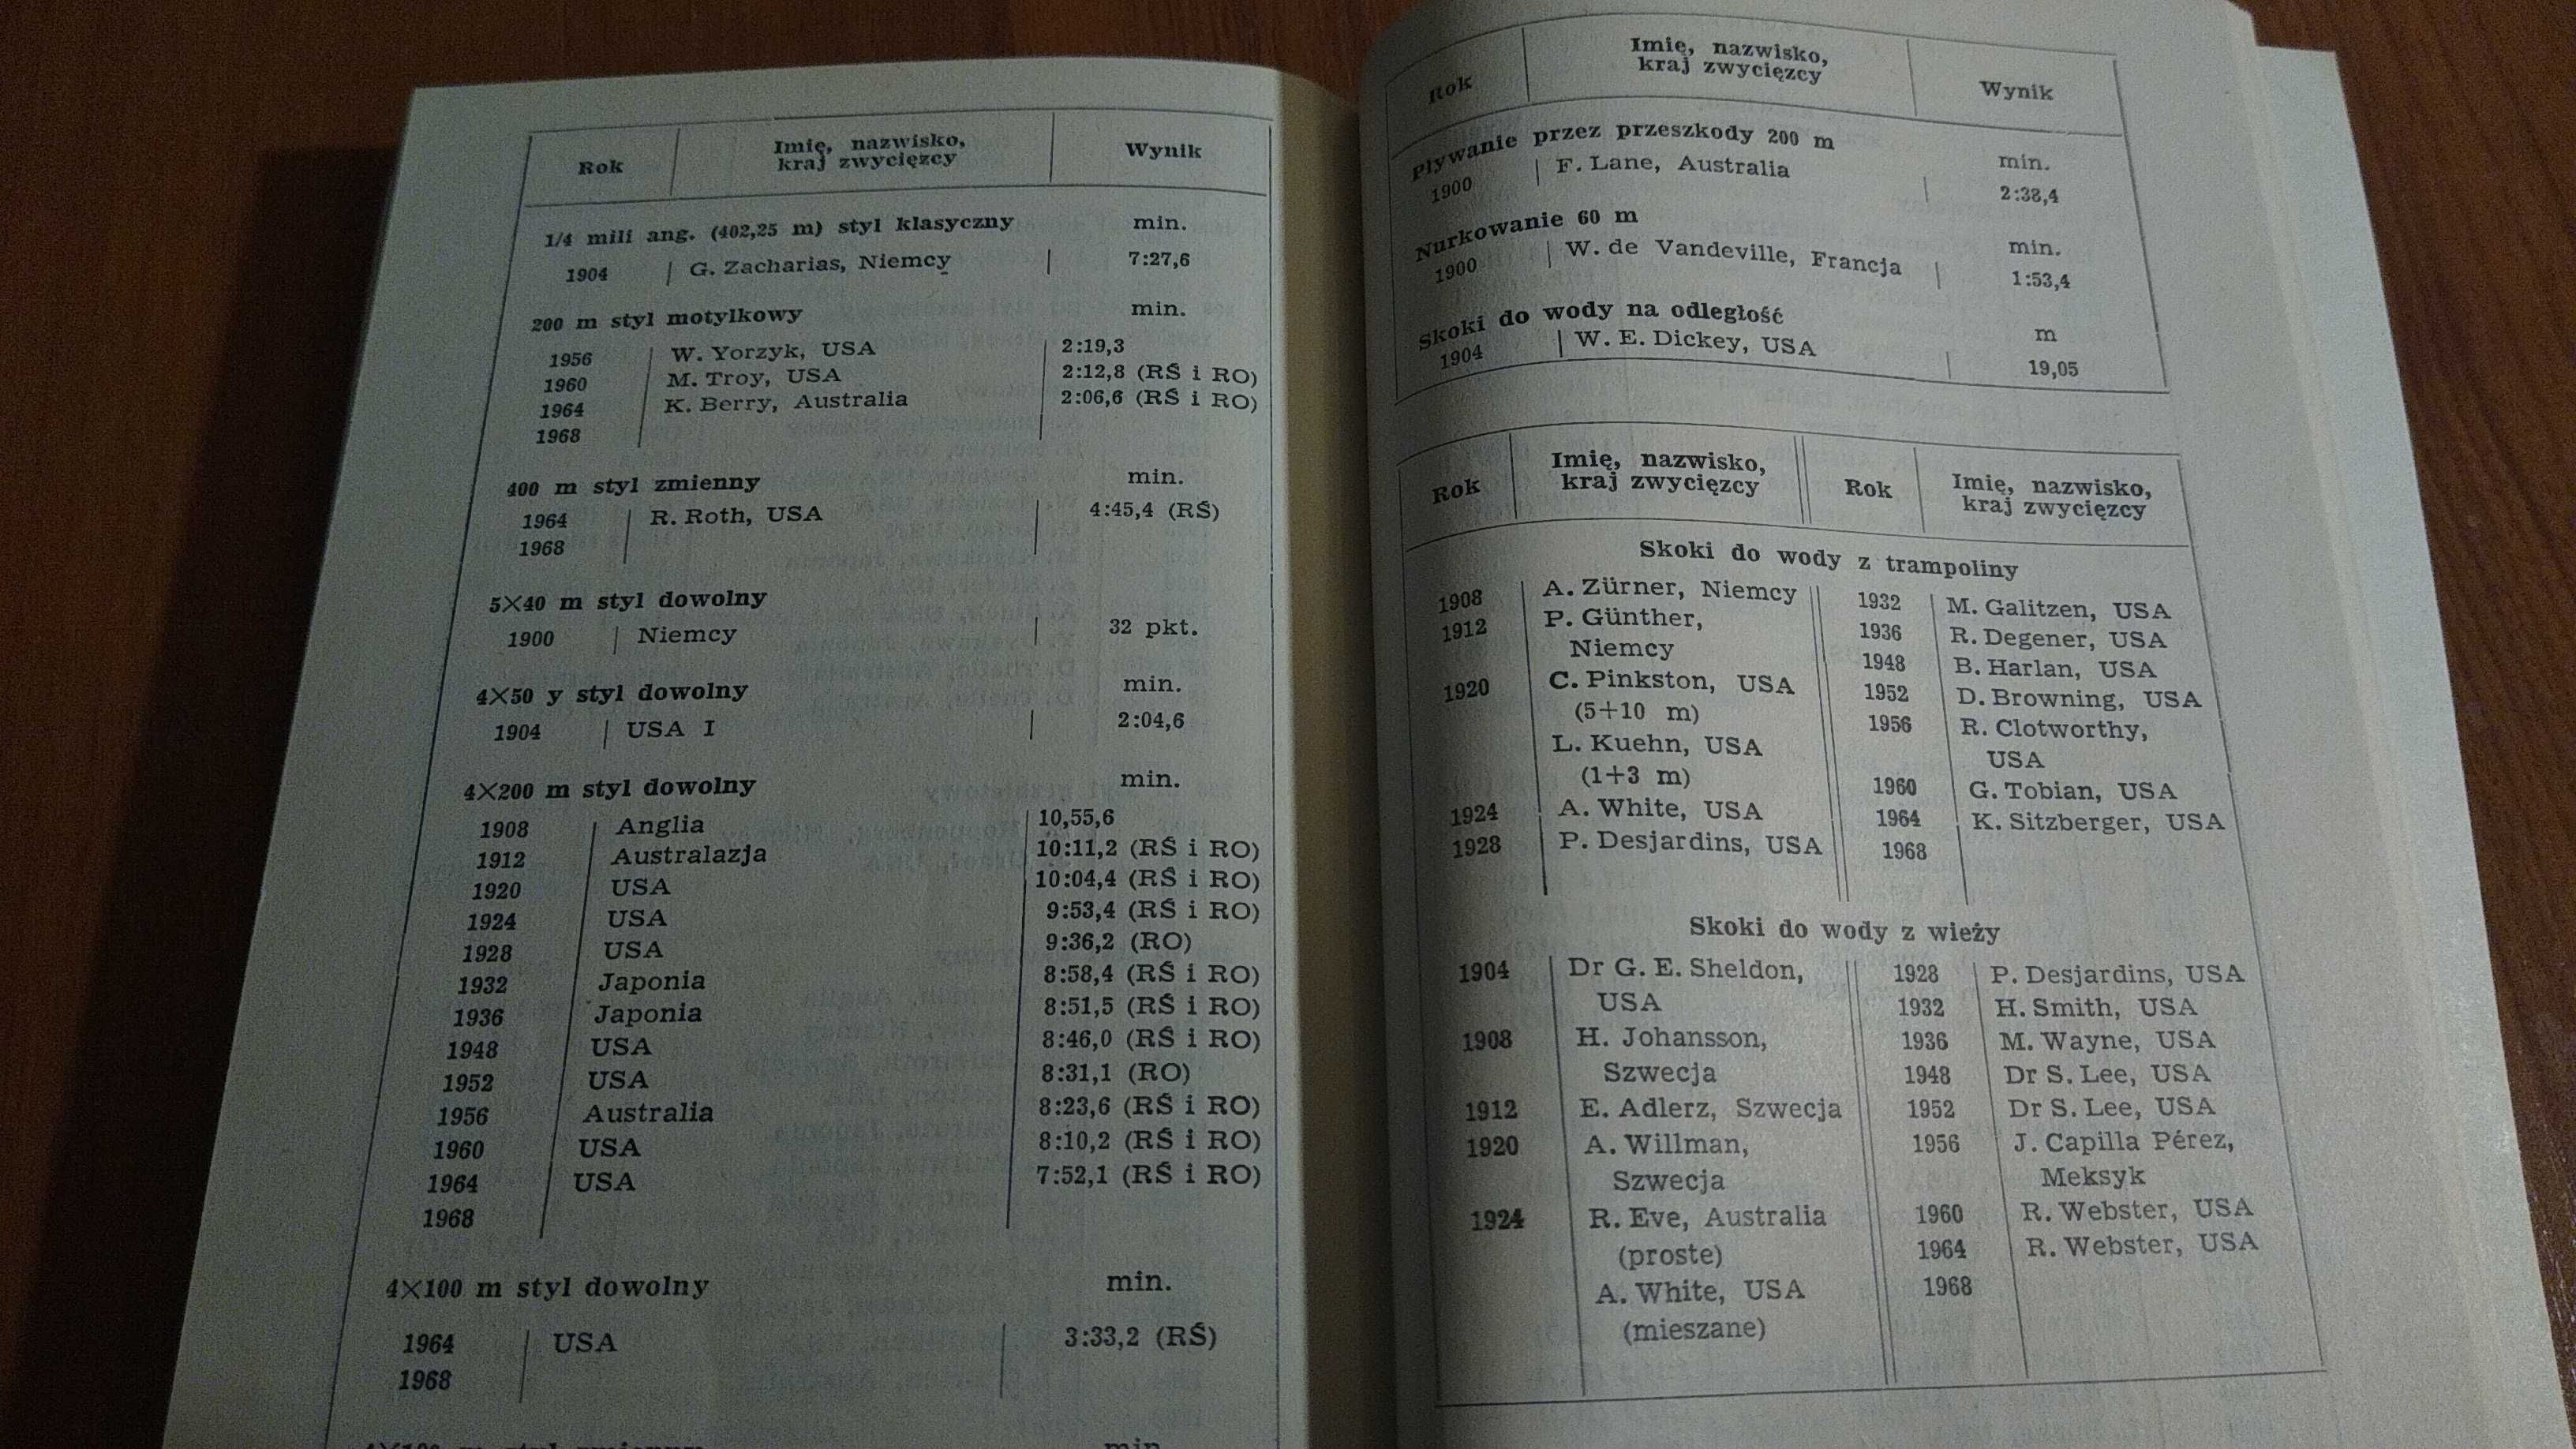 Rok Imię, nazwisko, kraj zwycięzcy Wynik
1/4 mili ang. (402,25 m) styl klasyczny min.
1904 G. Zacharias, Niemcy 7:27,6
200 m styl motylkowy min.
1956 W. Yorzyk, USA 2:19,3
1960 M. Troy, USA 2:12,8 (RŚ i RO)
1964 K. Berry, Australia 2:06,6 (RŚ i RO)
1968
400 m styl zmienny min.
1964 R. Roth, USA 4:45,4 (RŚ)
1968
5×40 m styl dowolny
1900 Niemcy 32 pkt.
4×50 y styl dowolny min.
1904 USA I 2:04,6
4×200 m styl dowolny min.
1908 Anglia 10,55,6
1912 Australazja 10:11,2 (RŚ i RO)
1920 USA 10:04,4 (RŚ i RO)
1924 USA 9:53,4 (RŚ i RO)
1928 USA 9:36,2 (RO)
1932 Japonia 8:58,4 (RŚ i RO)
1936 Japonia 8:51,5 (RŚ i RO)
1948 USA 8:46,0 (RŚ i RO)
1952 USA 8:31,1 (RO)
1956 Australia 8:23,6 (RŚ i RO)
1960 USA 8:10,2 (RŚ i RO)
1964 USA 7:52,1 (RŚ i RO)
1968
4×100 m styl dowolny min.
1964 USA 3:33,2 (RŚ)
1968
Rok Imię, nazwisko, kraj zwycięzcy Wynik
Pływanie przez przeszkody 200 m min.
1900 F. Lane, Australia 2:38,4
Nurkowanie 60 m min.
1900 W. de Vandeville, Francja 1:53,4
Skoki do wody na odległość m
1904 W. E. Dickey, USA 19,05
Rok Imię, nazwisko, kraj zwycięzcy Rok Imię, nazwisko, kraj zwycięzcy
Skoki do wody z trampoliny
1908 A. Zürner, Niemcy
1912 P. Günther,
Niemcy
1920 C. Pinkston, USA
(5+10 m)
L. Kuehn, USA
(1+3 m)
1924 A. White, USA
1928 P. Desjardins, USA
1932 M. Galitzen, USA
1936 R. Degener, USA
1948 B. Harlan, USA
1952 D. Browning, USA
1956 R. Clotworthy,
USA
1960 G. Tobian, USA
1964 K. Sitzberger, USA
1968
Skoki do wody z wieży
1904 Dr G. E. Sheldon,
USA
1908 H. Johansson,
Szwecja
1912 E. Adlerz, Szwecja
1920 A. Willman,
Szwecja
1924 R. Eve, Australia
(proste)
A. White, USA
(mieszane)
1928 P. Desjardins, USA
1932 H. Smith, USA
1936 M. Wayne, USA
1948 Dr S. Lee, USA
1952 Dr S. Lee, USA
1956 J. Capilla Pérez,
Meksyk
1960 R. Webster, USA
1964 R. Webster, USA
1968